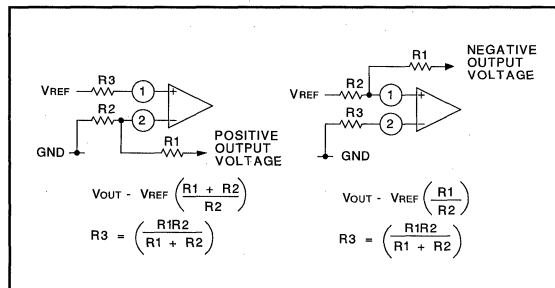 R3
VREF
1
+
R2
2
−
GND
R1
POSITIVE
OUTPUT
VOLTAGE
VOUT - VREF (R1 + R2 / R2)
R3 = (R1R2 / R1 + R2)
R1
NEGATIVE
OUTPUT
VOLTAGE
R2
VREF
1
+
R3
2
−
GND
VOUT - VREF (R1 / R2)
R3 = (R1R2 / R1 + R2)